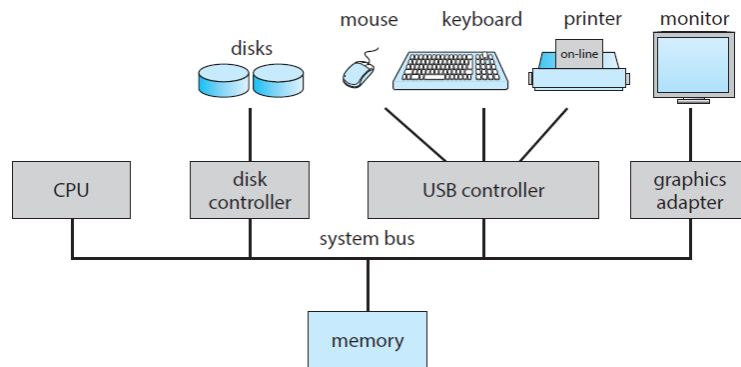 mouse keyboard printer monitor
disks
on-line
CPU
disk
controller
USB controller
graphics
adapter
system bus
memory